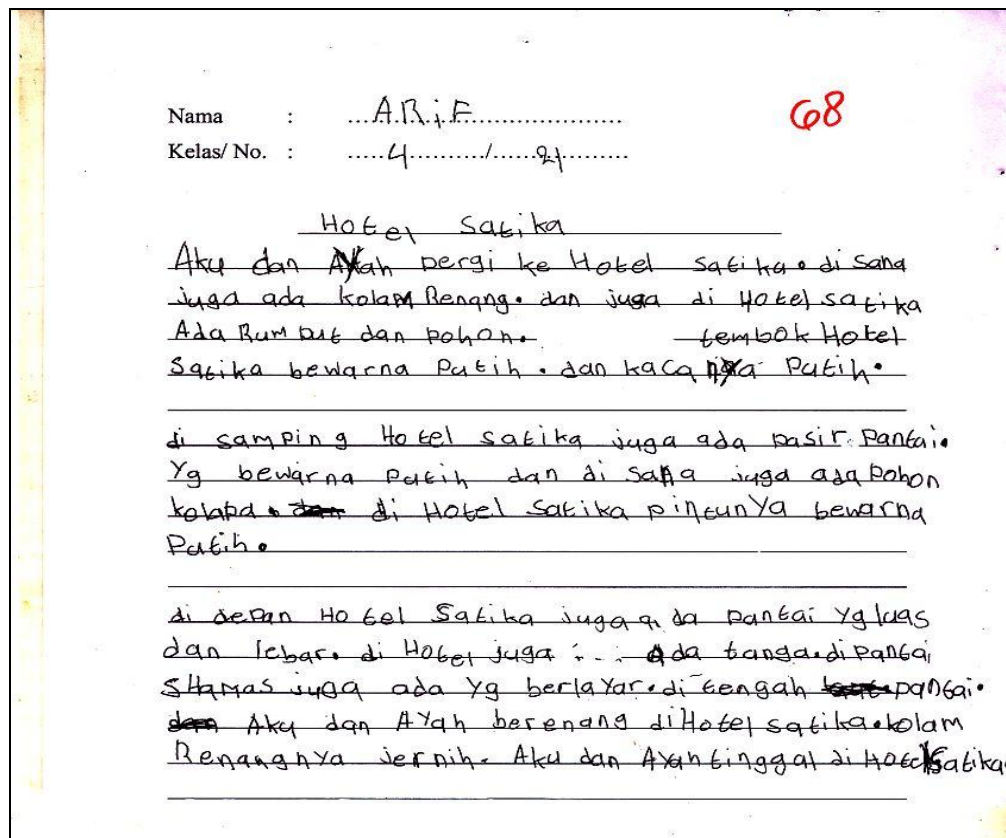 Nama : ...ARiF...
68
Kelas/ No. : ...4.../...21...
Hotel Satika
Aku dan Ayah pergi ke Hotel satika. di sana
juga ada kolam Renang. dan juga di Hotel satika
Ada Rumput dan pohon. tembok Hotel
Satika bewarna Putih. dan kacanya Putih.
di samping Hotel satika juga ada pasir Pantai.
Yg bewarna Putih dan di sana juga ada pohon
kolapa. dan di Hotel Satika pintunya bewarna
Putih.
di depan Hotel Satika juga ada pantai Yg luas
dan lebar. di Hotel juga ... Ada tanga. di pantai
SHamas juga ada Yg berlayar. di tengah pantai.
dan Aku dan Ayah berenang di Hotel satika. kolam
Renangnya Jernih. Aku dan Ayah tinggal di Hotel Satika.